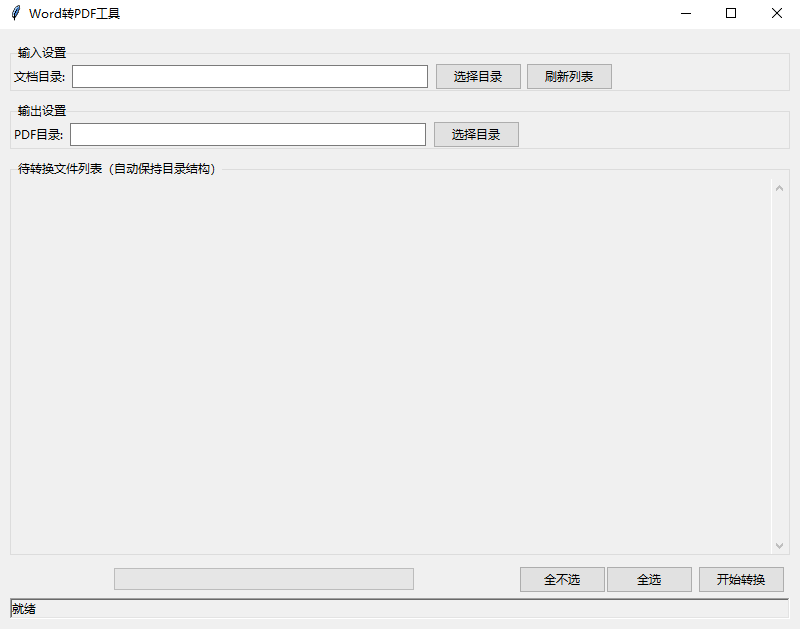 Word转PDF工具
输入设置
文档目录: 选择目录 刷新列表
输出设置
PDF目录: 选择目录
待转换文件列表（自动保持目录结构）
全不选 全选 开始转换
就绪